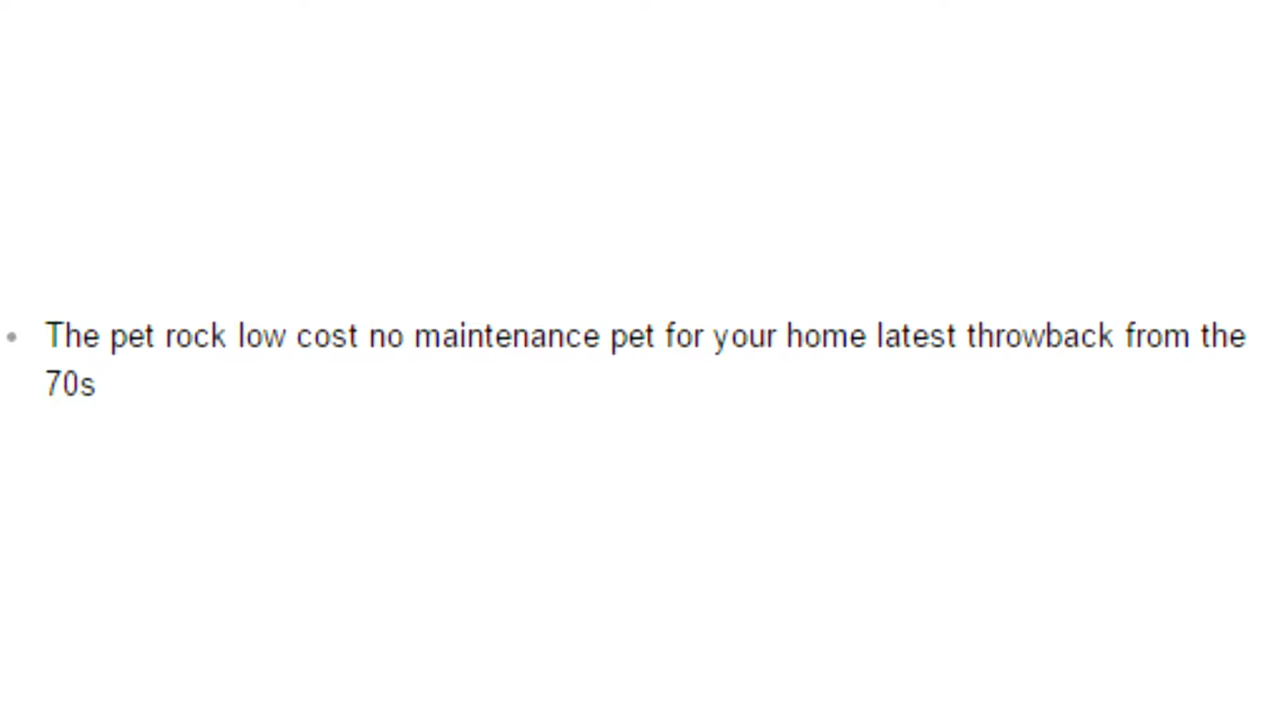 • The pet rock low cost no maintenance pet for your home latest throwback from the
70s